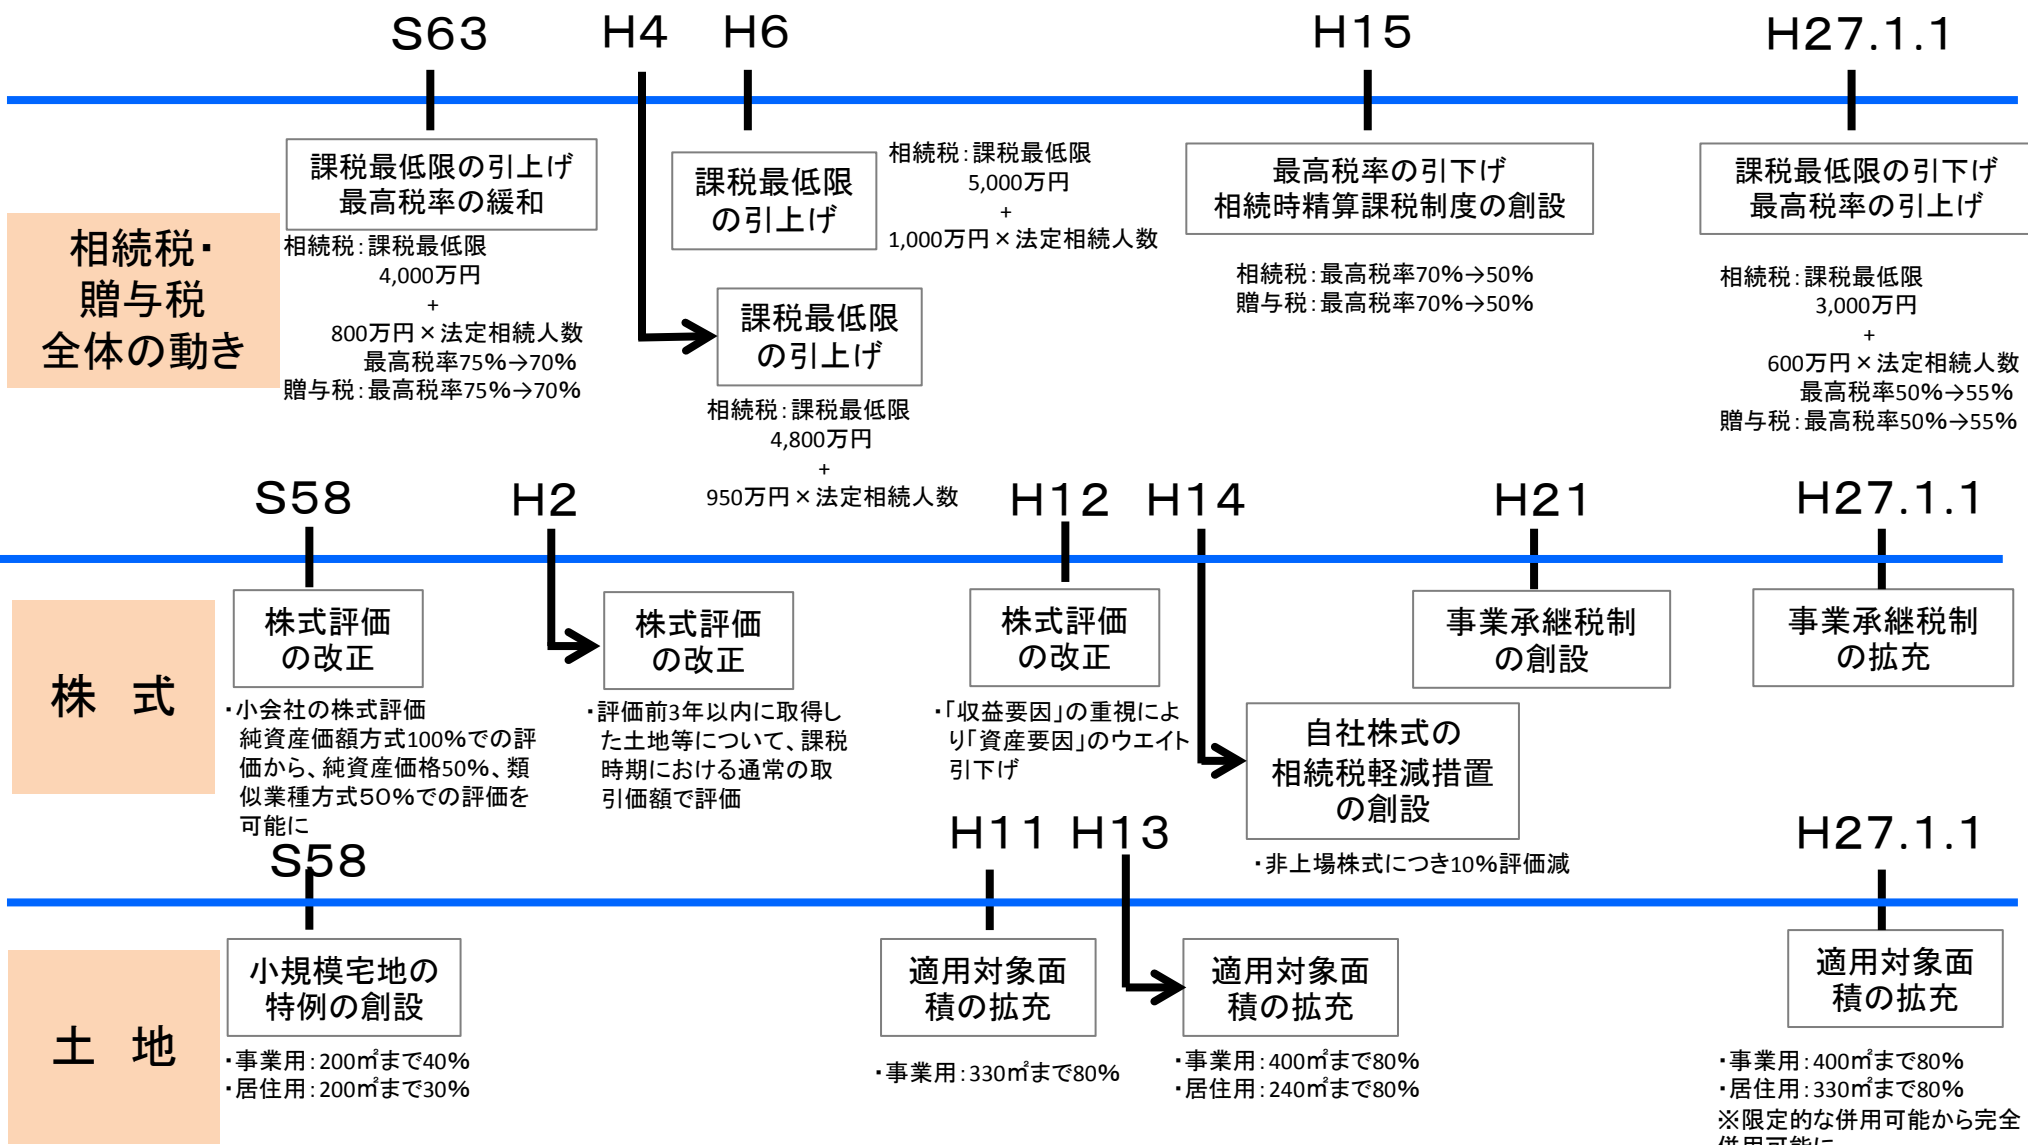 S63
H4
H6
H15
H27.1.1
相続税・
贈与税
全体の動き
課税最低限の引上げ
最高税率の緩和
相続税：課税最低限
4,000万円
+
800万円×法定相続人数
最高税率75%→70%
贈与税：最高税率75%→70%
課税最低限
の引上げ
相続税：課税最低限
5,000万円
+
1,000万円×法定相続人数
課税最低限
の引上げ
相続税：課税最低限
4,800万円
+
950万円×法定相続人数
最高税率の引下げ
相続時精算課税制度の創設
相続税：最高税率70%→50%
贈与税：最高税率70%→50%
課税最低限の引下げ
最高税率の引上げ
相続税：課税最低限
3,000万円
+
600万円×法定相続人数
最高税率50%→55%
贈与税：最高税率50%→55%
S58
H2
H12
H14
H21
H27.1.1
株 式
株式評価
の改正
・小会社の株式評価
純資産価額方式100%での評
価から、純資産価格50%、類
似業種方式50%での評価を
可能に
株式評価
の改正
・評価前3年以内に取得し
た土地等について、課税
時期における通常の取
引価額で評価
株式評価
の改正
・「収益要因」の重視によ
り「資産要因」のウエイト
引下げ
自社株式の
相続税軽減措置
の創設
・非上場株式につき10%評価減
事業承継税制
の創設
事業承継税制
の拡充
S58
H11
H13
H27.1.1
土 地
小規模宅地の
特例の創設
・事業用：200㎡まで40%
・居住用：200㎡まで30%
適用対象面
積の拡充
・事業用：330㎡まで80%
適用対象面
積の拡充
・事業用：400㎡まで80%
・居住用：240㎡まで80%
適用対象面
積の拡充
・事業用：400㎡まで80%
・居住用：330㎡まで80%
※限定的な併用可能から完全
併用可能に